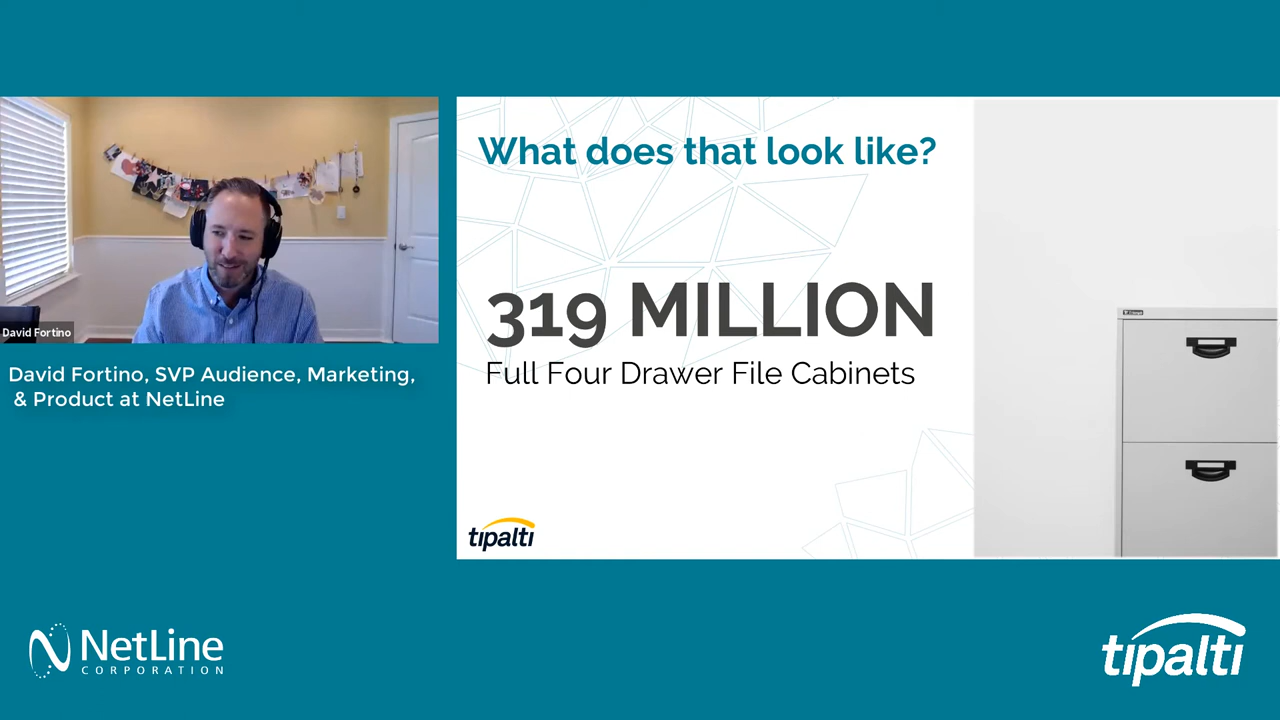 David Fortino
David Fortino, SVP Audience, Marketing,
& Product at NetLine
What does that look like?
319 MILLION
Full Four Drawer File Cabinets
tipalti
NetLine
CORPORATION
tipalti